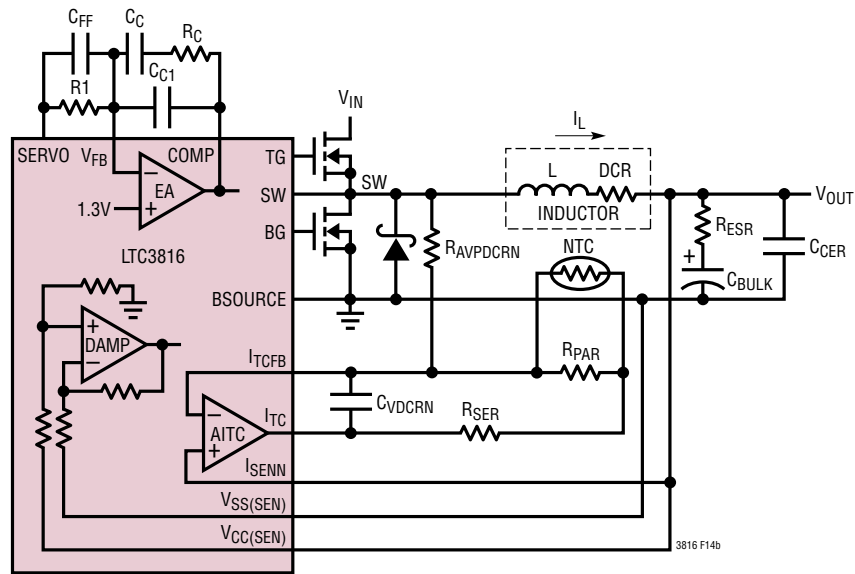 CFF
CC
RC
R1
CC1
SERVO
VFB
COMP
EA
1.3V
LTC3816
VIN
TG
SW
SW
BG
BSOURCE
IL
L
DCR
INDUCTOR
VOUT
RESR
+
CBULK
CCER
RAVPDCRN
NTC
RPAR
DAMP
+
−
ITCFB
CVDCRN
ITC
RSER
AITC
−
+
ISENN
VSS(SEN)
VCC(SEN)
−
+
3816 F14b